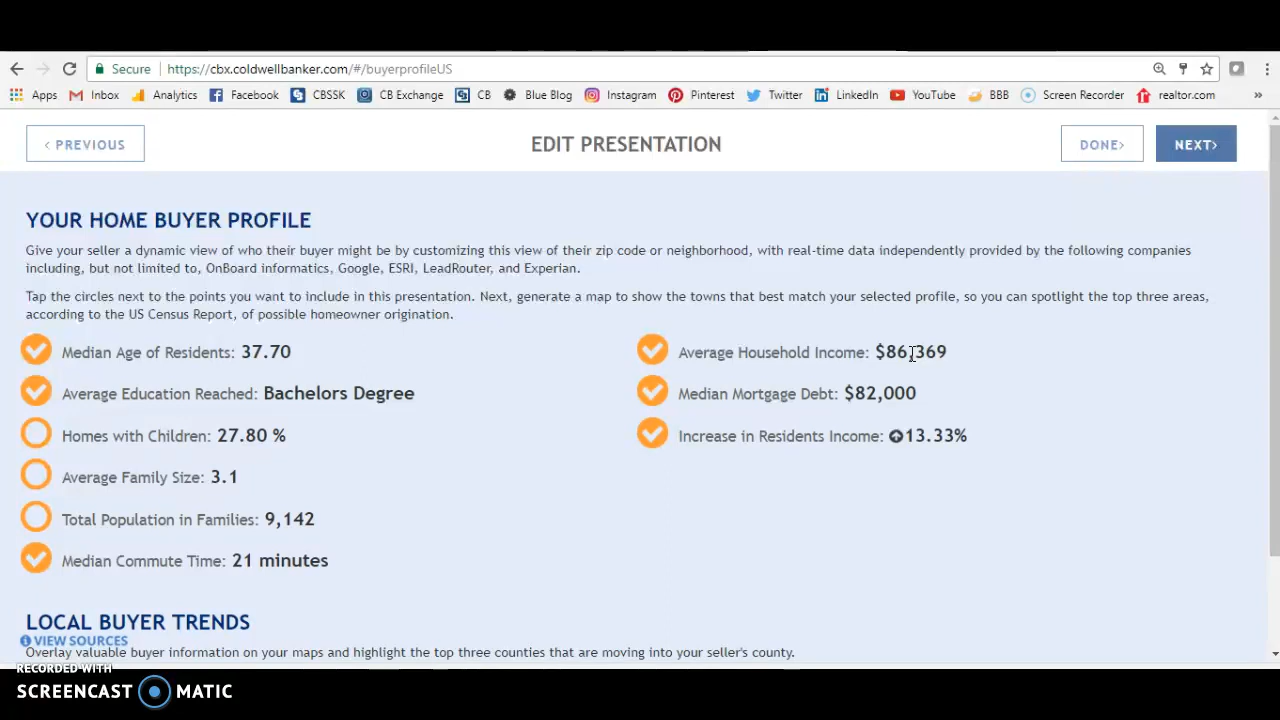 Secure
https://cbx.coldwellbanker.com/#/buyerprofileUS
Apps Inbox Analytics Facebook CBSSK CB Exchange CB Blue Blog Instagram Pinterest Twitter LinkedIn YouTube BBB Screen Recorder realtor.com »
< PREVIOUS
EDIT PRESENTATION
DONE>
NEXT>
YOUR HOME BUYER PROFILE
Give your seller a dynamic view of who their buyer might be by customizing this view of their zip code or neighborhood, with real-time data independently provided by the following companies
including, but not limited to, OnBoard informatics, Google, ESRI, LeadRouter, and Experian.
Tap the circles next to the points you want to include in this presentation. Next, generate a map to show the towns that best match your selected profile, so you can spotlight the top three areas,
according to the US Census Report, of possible homeowner origination.
Median Age of Residents: 37.70
Average Education Reached: Bachelors Degree
Homes with Children: 27.80 %
Average Family Size: 3.1
Total Population in Families: 9,142
Median Commute Time: 21 minutes
Average Household Income: $86,369
Median Mortgage Debt: $82,000
Increase in Residents Income: 13.33%
LOCAL BUYER TRENDS
VIEW SOURCES
Overlay valuable buyer information on your maps and highlight the top three counties that are moving into your seller's county.
RECORDED WITH
SCREENCAST MATIC